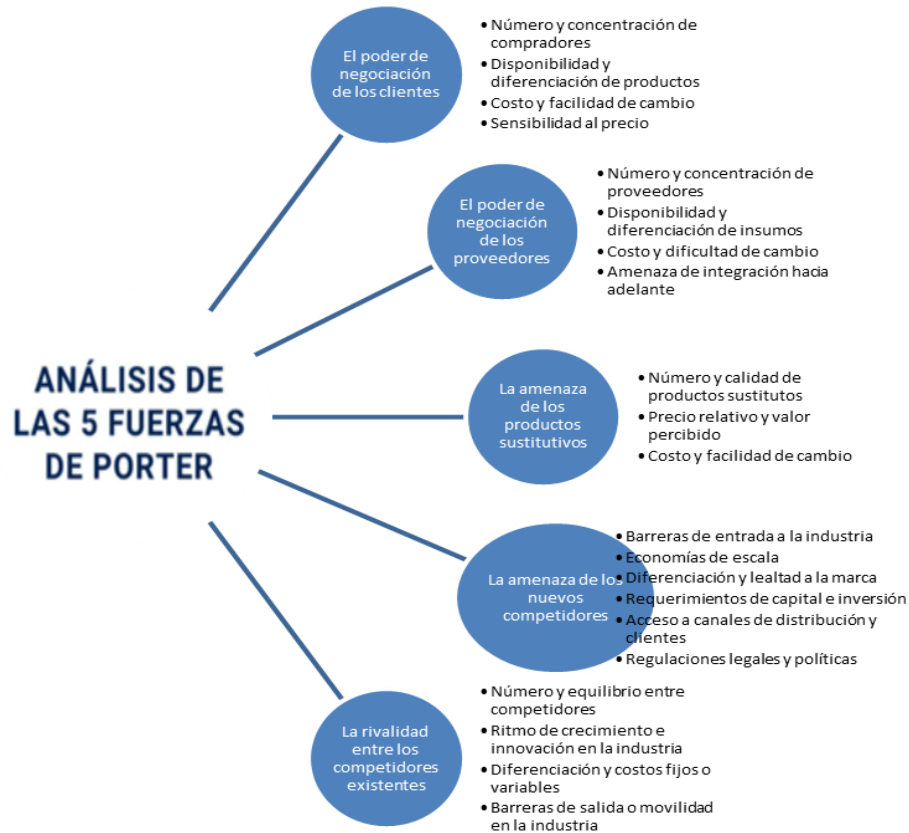 El poder de
negociación
de los clientes
• Número y concentración de
compradores
• Disponibilidad y
diferenciación de productos
• Costo y facilidad de cambio
• Sensibilidad al precio
El poder de
negociación
de los
proveedores
• Número y concentración de
proveedores
• Disponibilidad y
diferenciación de insumos
• Costo y dificultad de cambio
• Amenaza de integración hacia
adelante
ANÁLISIS DE
LAS 5 FUERZAS
DE PORTER
La amenaza
de los
productos
sustitutivos
• Número y calidad de
productos sustitutos
• Precio relativo y valor
percibido
• Costo y facilidad de cambio
La amenaza de los
nuevos
competidores
• Barreras de entrada a la industria
• Economías de escala
• Diferenciación y lealtad a la marca
• Requerimientos de capital e inversión
• Acceso a canales de distribución y
clientes
• Regulaciones legales y políticas
La rivalidad
entre los
competidores
existentes
• Número y equilibrio entre
competidores
• Ritmo de crecimiento e
innovación en la industria
• Diferenciación y costos fijos o
variables
• Barreras de salida o movilidad
en la industria